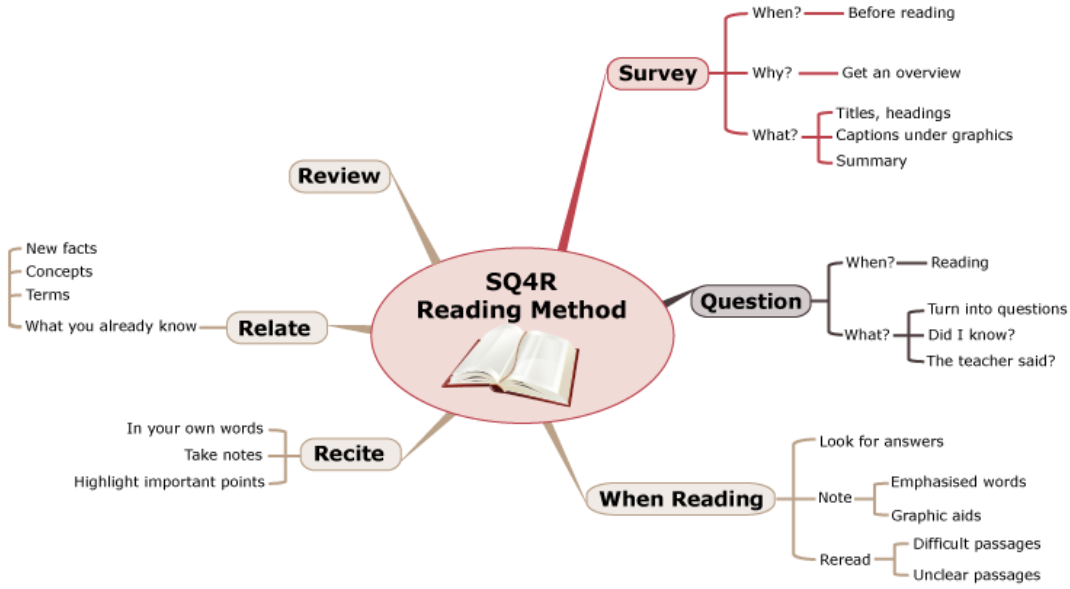 SQ4R
Reading Method
Survey
When?
Before reading
Why?
Get an overview
What?
Titles, headings
Captions under graphics
Summary
Question
When?
Reading
What?
Turn into questions
Did I know?
The teacher said?
When Reading
Look for answers
Note
Emphasised words
Graphic aids
Reread
Difficult passages
Unclear passages
Recite
In your own words
Take notes
Highlight important points
Relate
New facts
Concepts
Terms
What you already know
Review